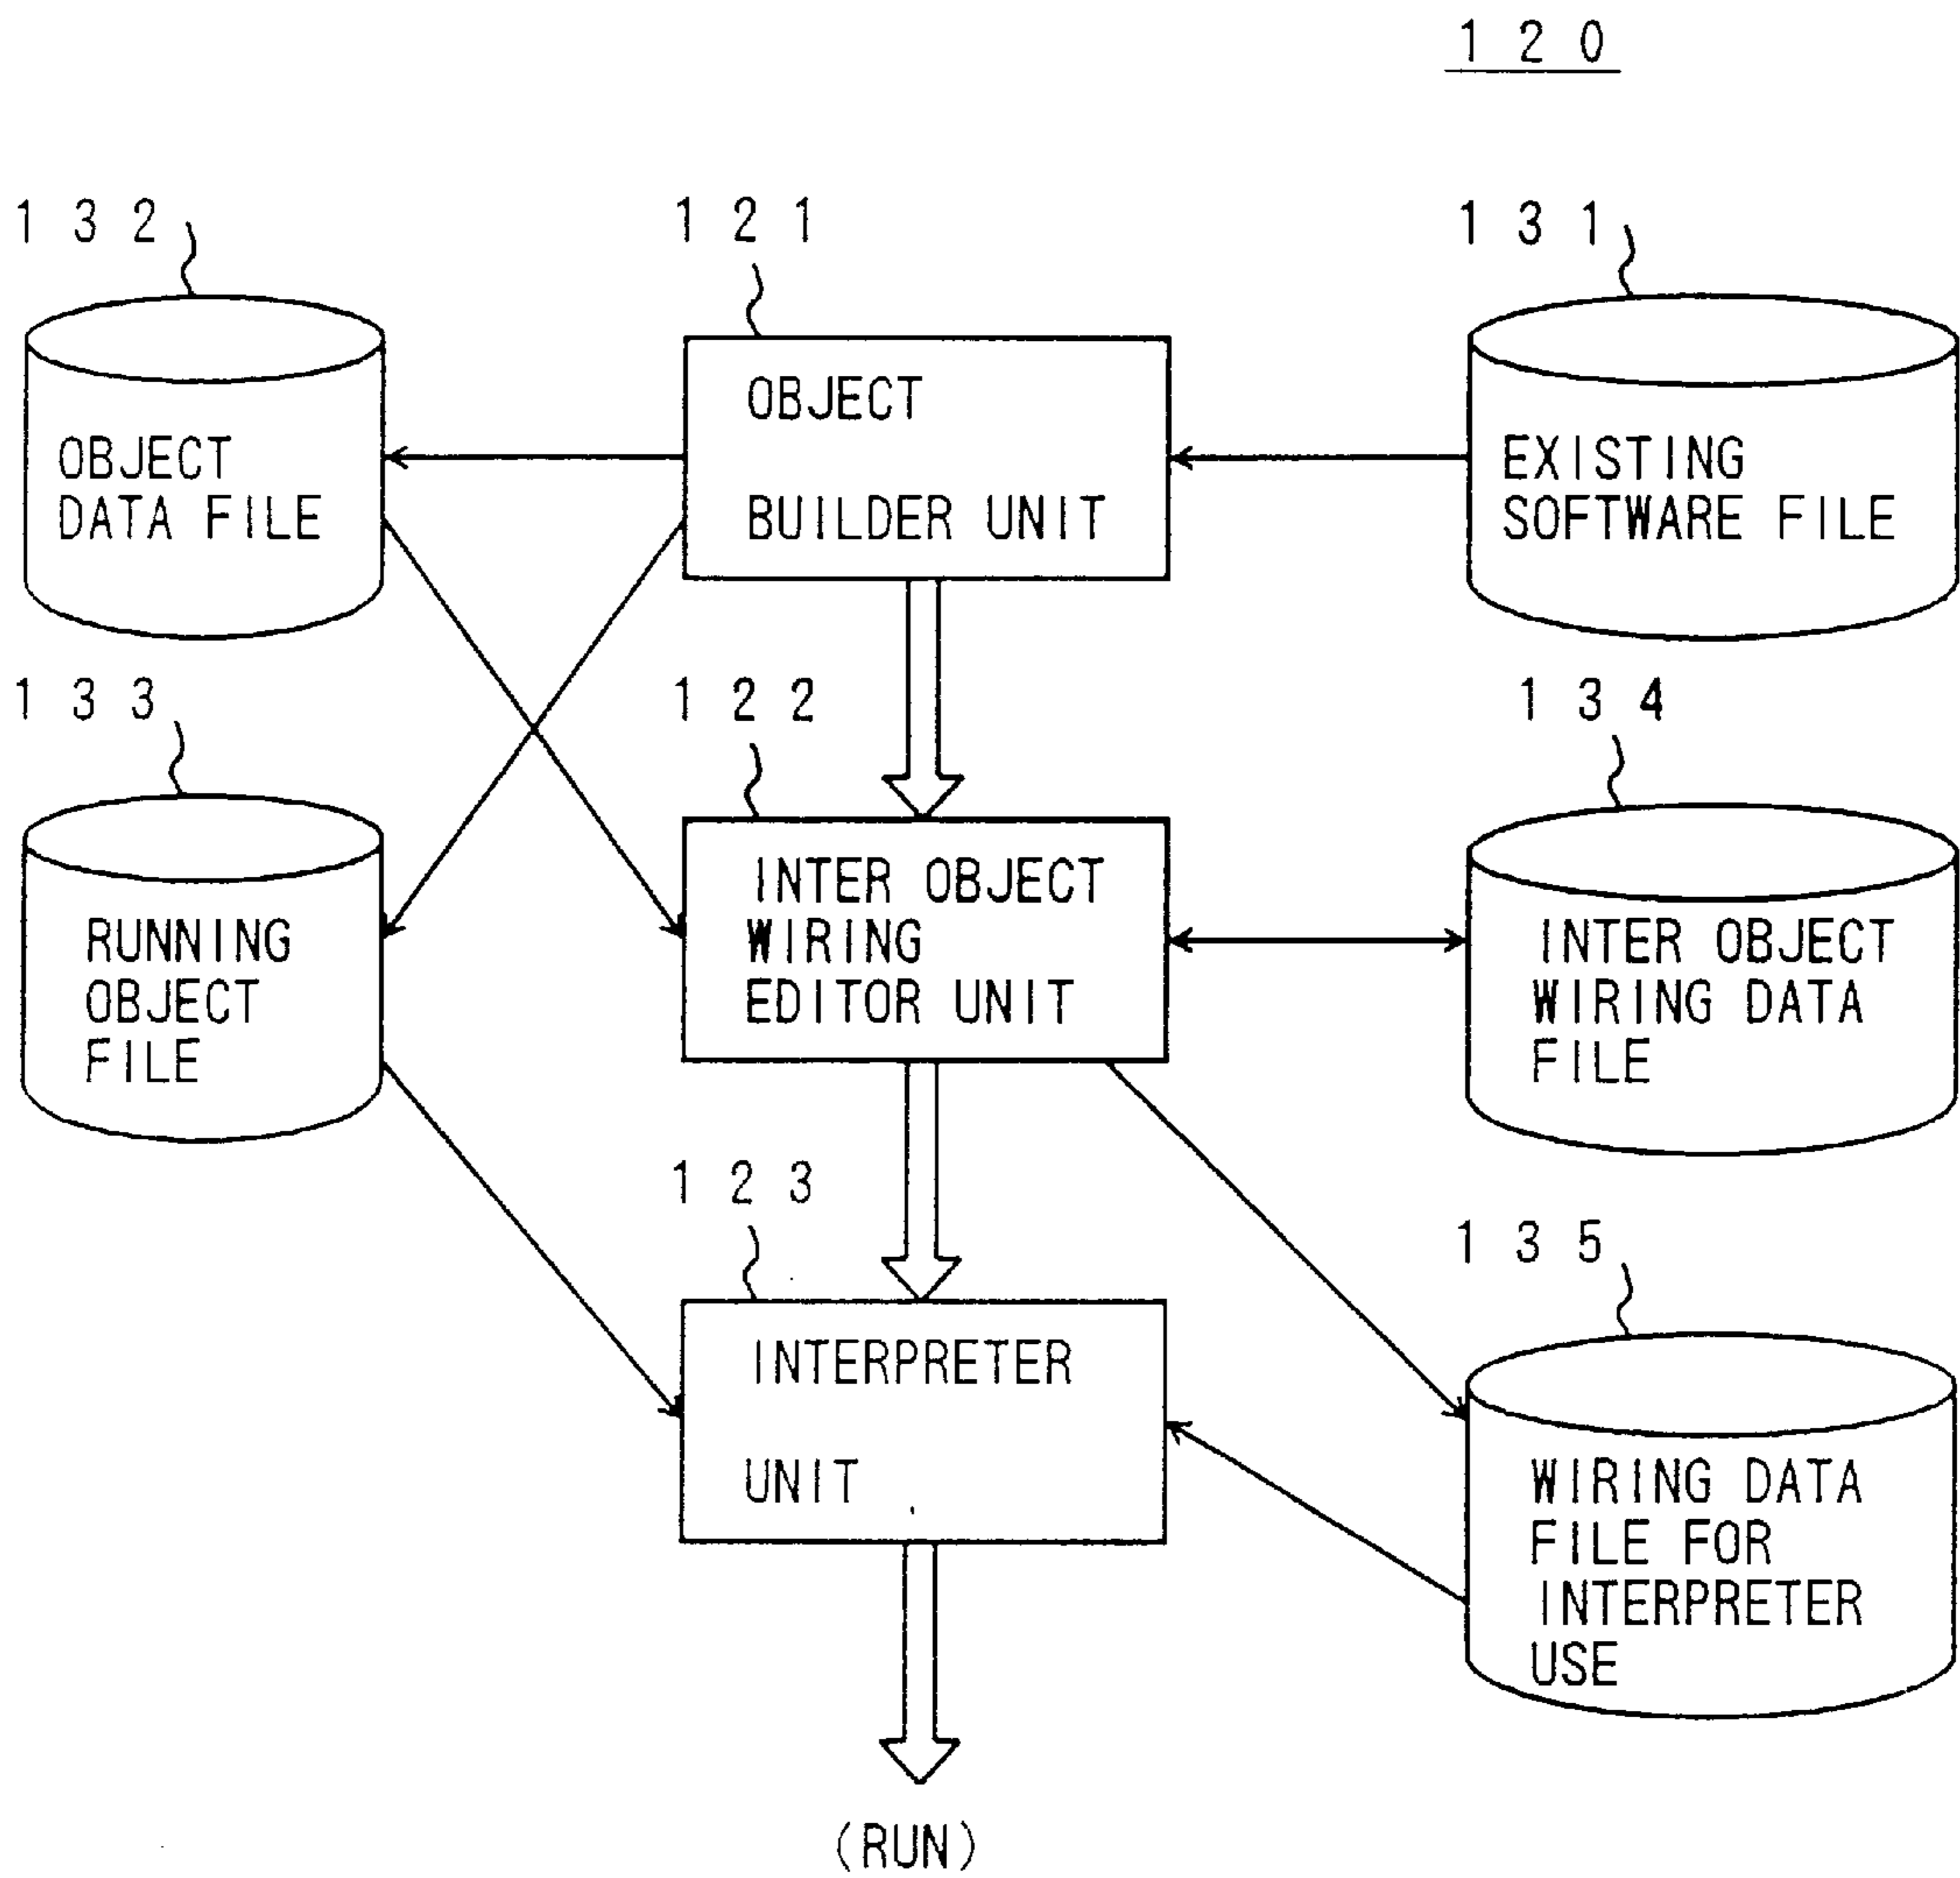 120
132
121
131
OBJECT
DATA FILE
OBJECT
BUILDER UNIT
EXISTING
SOFTWARE FILE
133
122
134
RUNNING
OBJECT
FILE
INTER OBJECT
WIRING
EDITOR UNIT
INTER OBJECT
WIRING DATA
FILE
123
135
INTERPRETER
UNIT
WIRING DATA
FILE FOR
INTERPRETER
USE
(RUN)